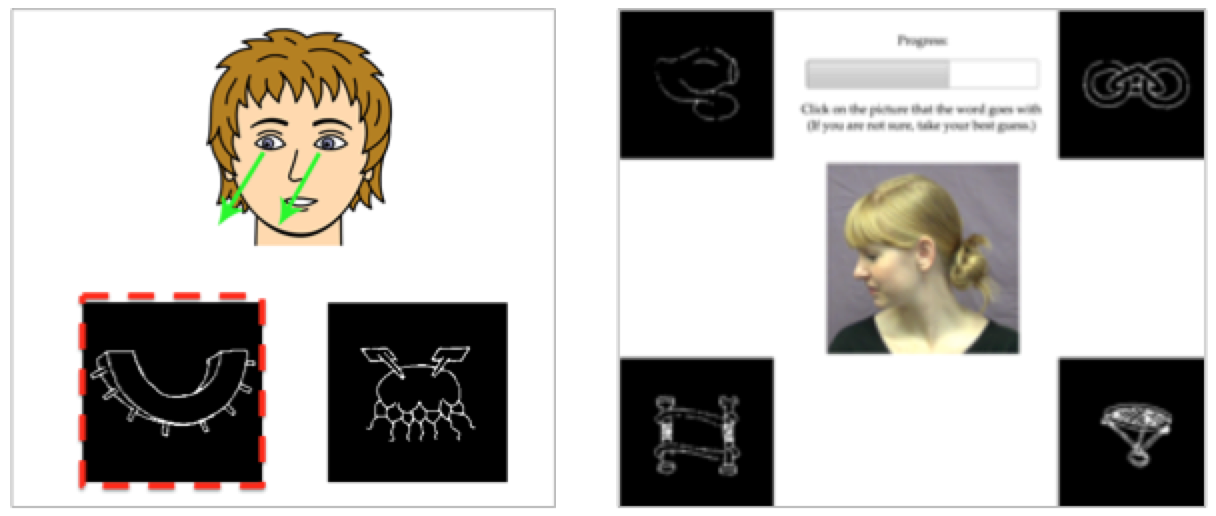 Progress:
Click on the picture that the word goes with
(If you are not sure, take your best guess.)